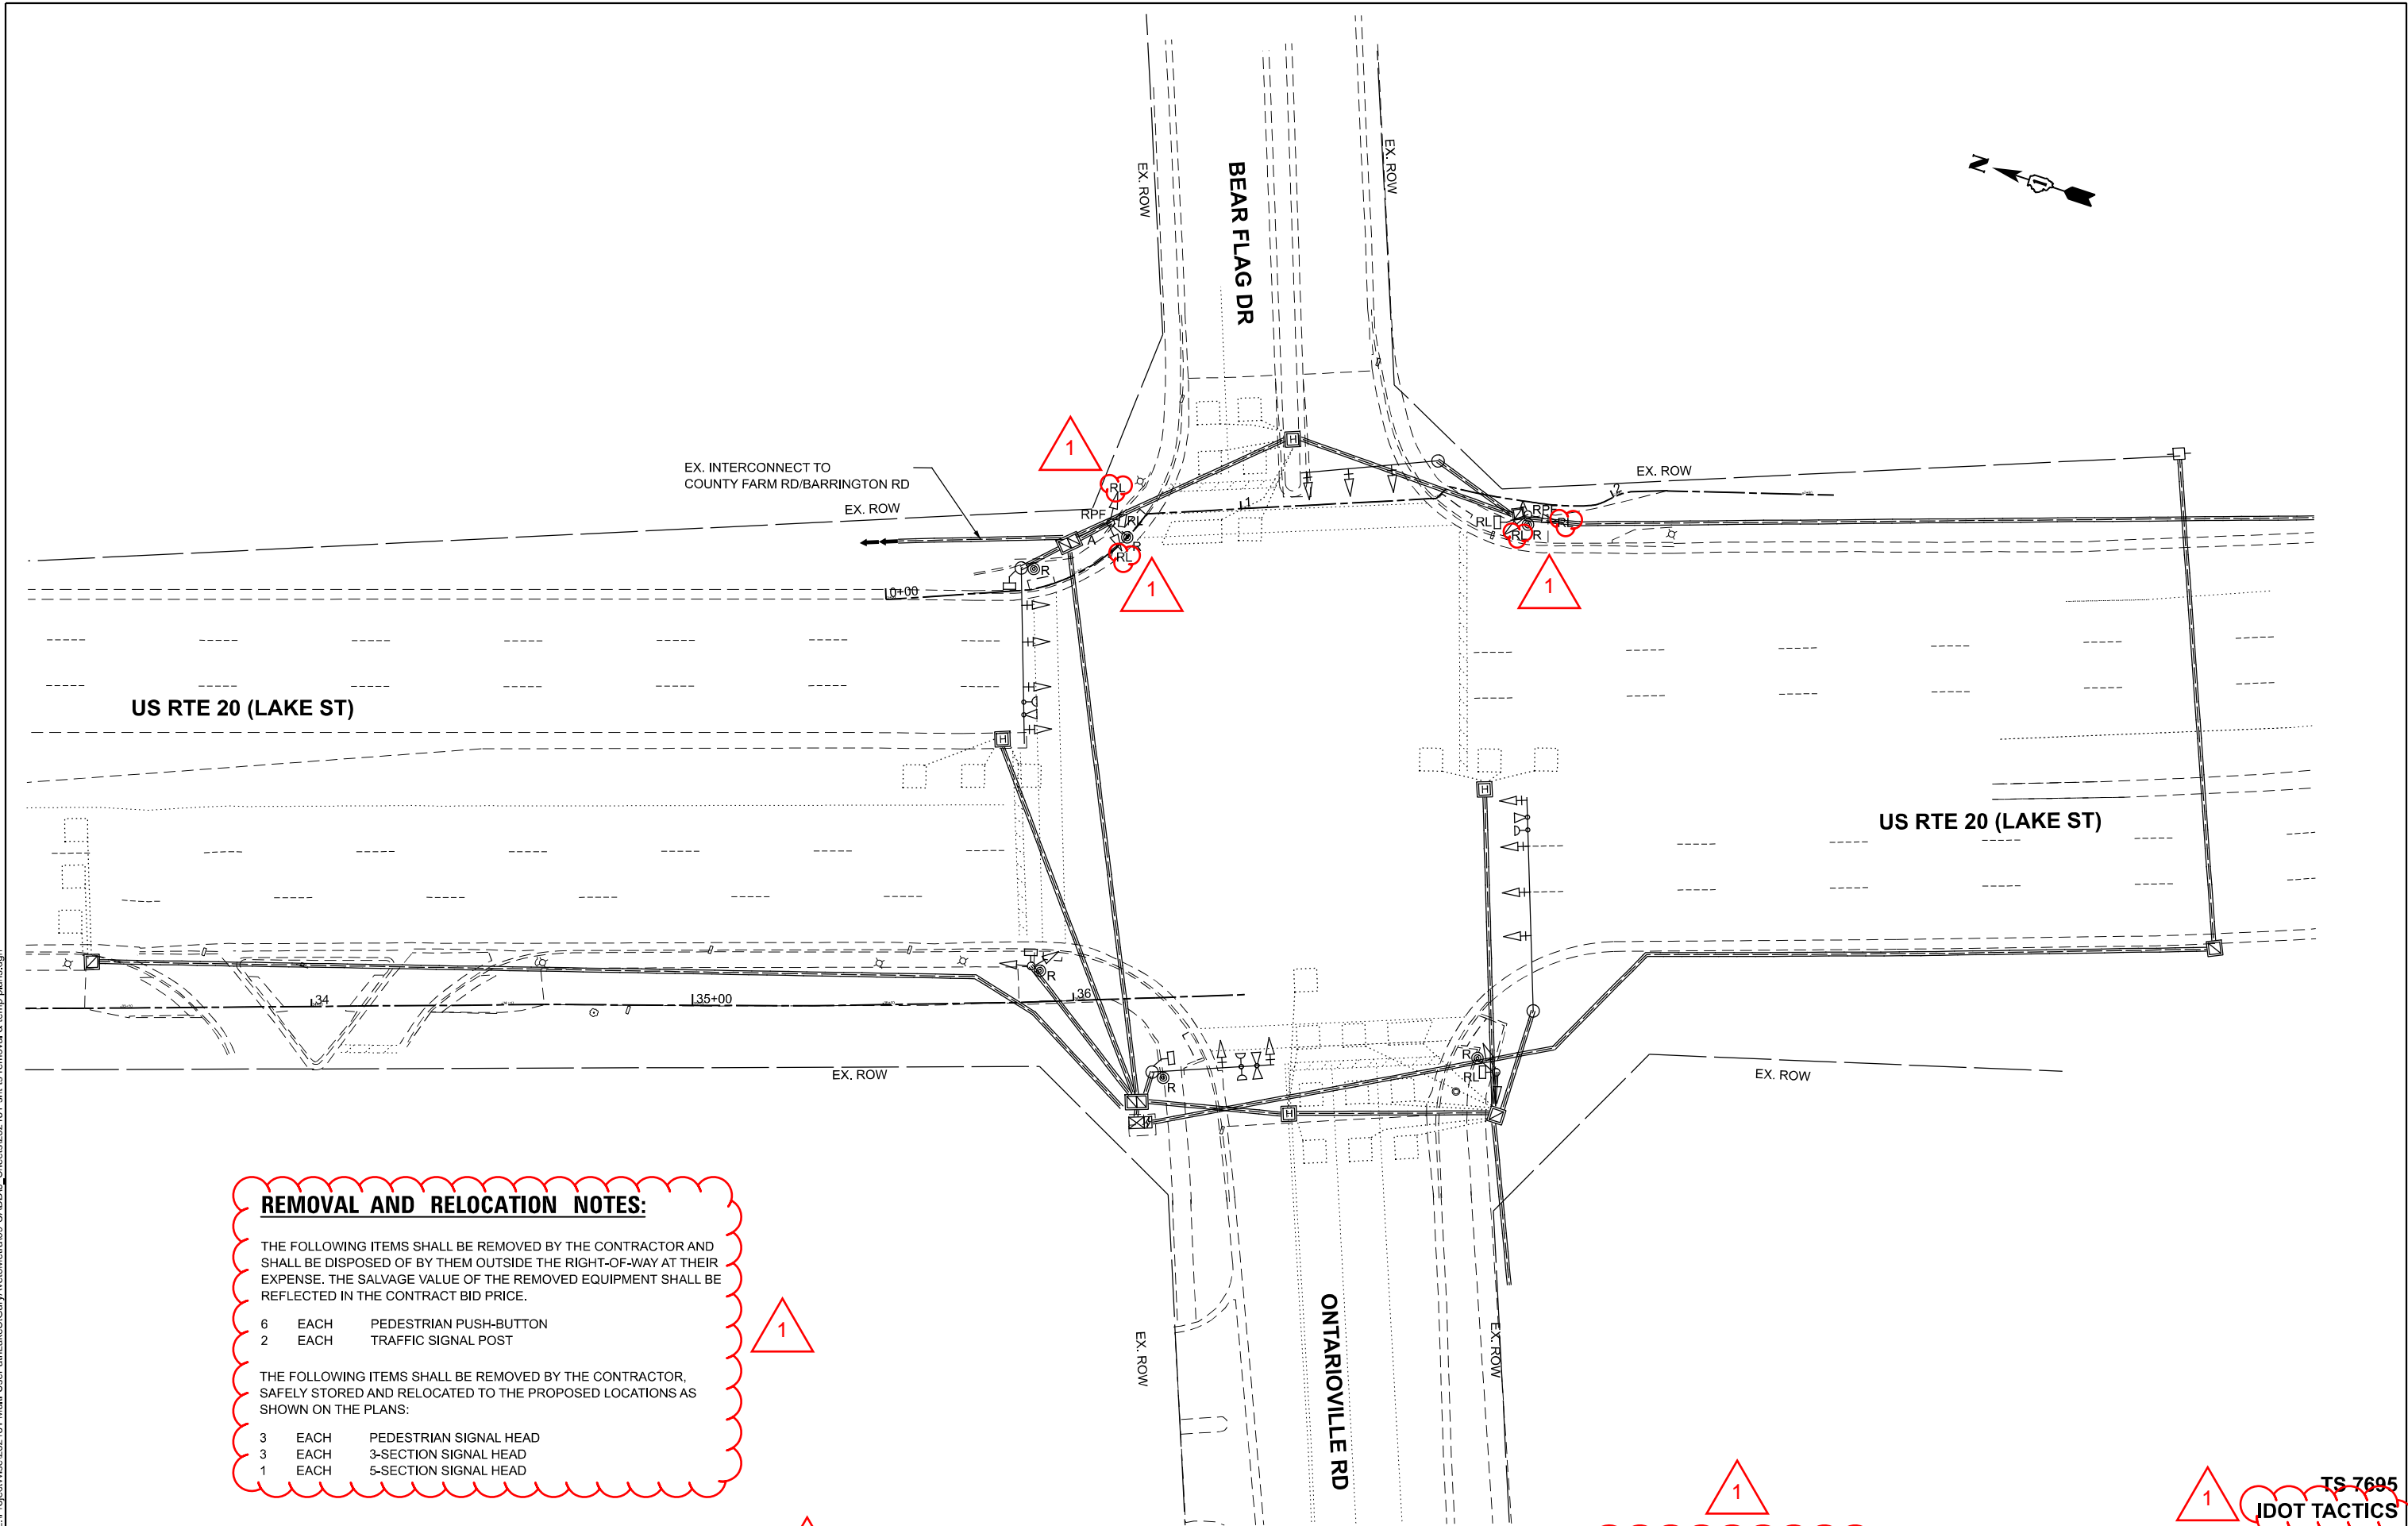 BEAR FLAG DR
EX. ROW
EX. ROW
N
1
EX. INTERCONNECT TO
COUNTY FARM RD/BARRINGTON RD
EX. ROW
EX. ROW
1
RL
RPF
RL
A
R
RL
1
1
2
RL
RPF
RL
RL
R
1
R
0+00
US RTE 20 (LAKE ST)
H
H
H
US RTE 20 (LAKE ST)
R
34
35+00
36
EX. ROW
R
R
RL
H
EX. ROW
REMOVAL AND RELOCATION NOTES:
THE FOLLOWING ITEMS SHALL BE REMOVED BY THE CONTRACTOR AND
SHALL BE DISPOSED OF BY THEM OUTSIDE THE RIGHT-OF-WAY AT THEIR
EXPENSE. THE SALVAGE VALUE OF THE REMOVED EQUIPMENT SHALL BE
REFLECTED IN THE CONTRACT BID PRICE.
6 EACH PEDESTRIAN PUSH-BUTTON
2 EACH TRAFFIC SIGNAL POST
THE FOLLOWING ITEMS SHALL BE REMOVED BY THE CONTRACTOR,
SAFELY STORED AND RELOCATED TO THE PROPOSED LOCATIONS AS
SHOWN ON THE PLANS:
3 EACH PEDESTRIAN SIGNAL HEAD
3 EACH 3-SECTION SIGNAL HEAD
1 EACH 5-SECTION SIGNAL HEAD
1
EX. ROW
ONTARIOVILLE RD
EX. ROW
1
1
TS 7695
IDOT TACTICS